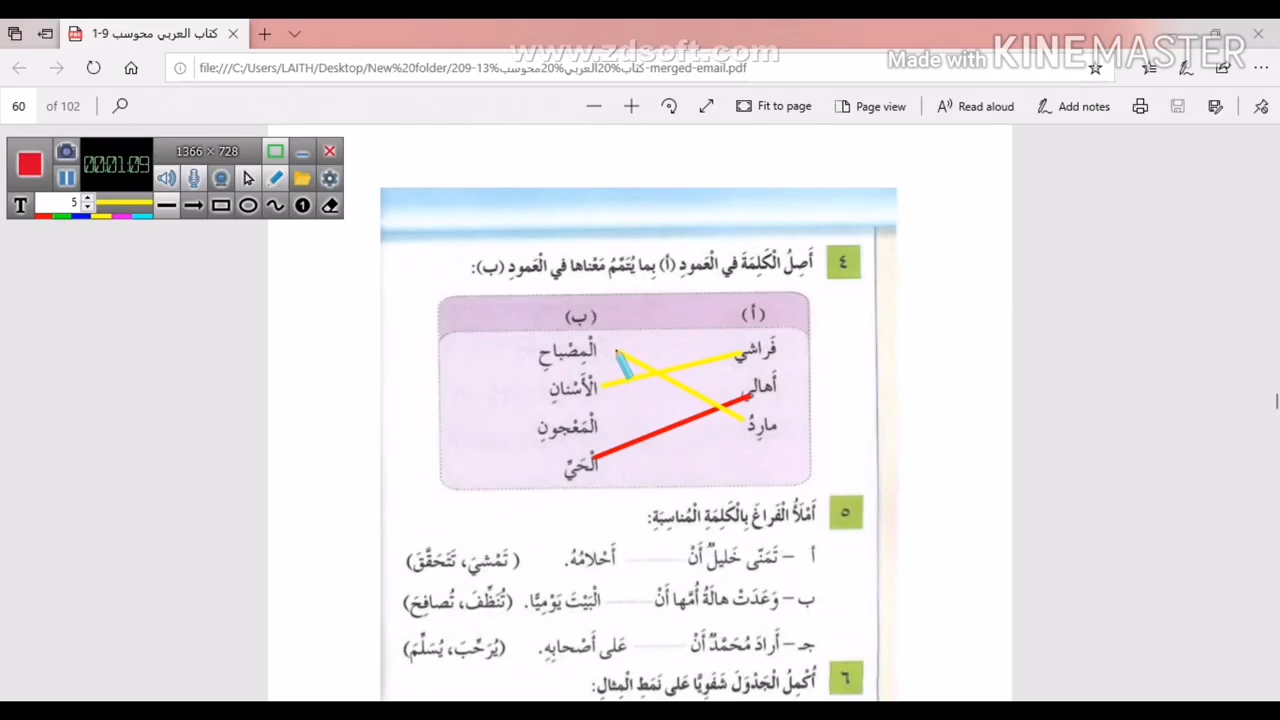 كتاب العربي محوسب 9-1
www.zdsoft.com
Made with KINEMASTER
file:///C:/Users/LAITH/Desktop/New%20folder/209-13%محوسب20%العربي20%كتاب-merged-email.pdf
60 of 102
Fit to page
Page view
Read aloud
Add notes
00:01:09
1366 × 728
T 5
٤ أَصِلُ الْكَلِمَةَ في الْعَمودِ (أ) بِما يُتَمِّمُ مَعْناها في الْعَمودِ (ب):
(أ) (ب)
فَراشي الْمِصْباحِ
أَهالي الْأَسْنانِ
مارِدُ الْمَعْجونِ
الْحَيِّ
٥ أَمْلَأُ الْفَراغَ بِالْكَلِمَةِ الْمُناسِبَةِ:
أ – تَمَنّى خَليلٌ أَنْ ........ أَحْلامُهُ. (تَمْشيَ، تَتَحَقَّقَ)
ب – وَعَدَتْ هالَةُ أُمَّها أَنْ ........ الْبَيْتَ يَوْمِيًّا. (تُنَظِّفَ، تُصافِحَ)
جـ – أَرادَ مُحَمَّدٌ أَنْ ........ عَلى أَصْحابِهِ. (يُرَحِّبَ، يُسَلِّمَ)
٦ أُكْمِلُ الْجَدْوَلَ شَفَوِيًّا عَلى نَمَطِ الْمِثالِ: